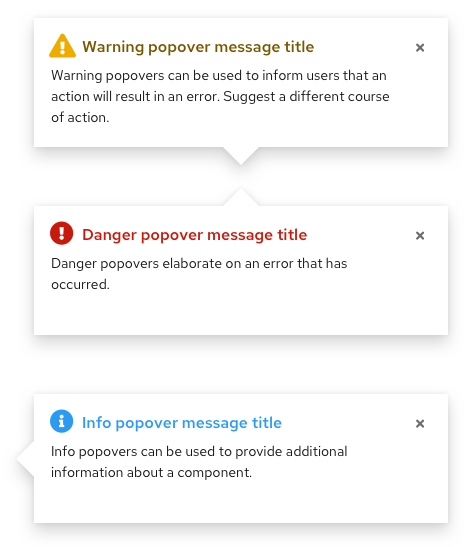 Warning popover message title
Warning popovers can be used to inform users that an
action will result in an error. Suggest a different course
of action.
Danger popover message title
Danger popovers elaborate on an error that has
occurred.
Info popover message title
Info popovers can be used to provide additional
information about a component.